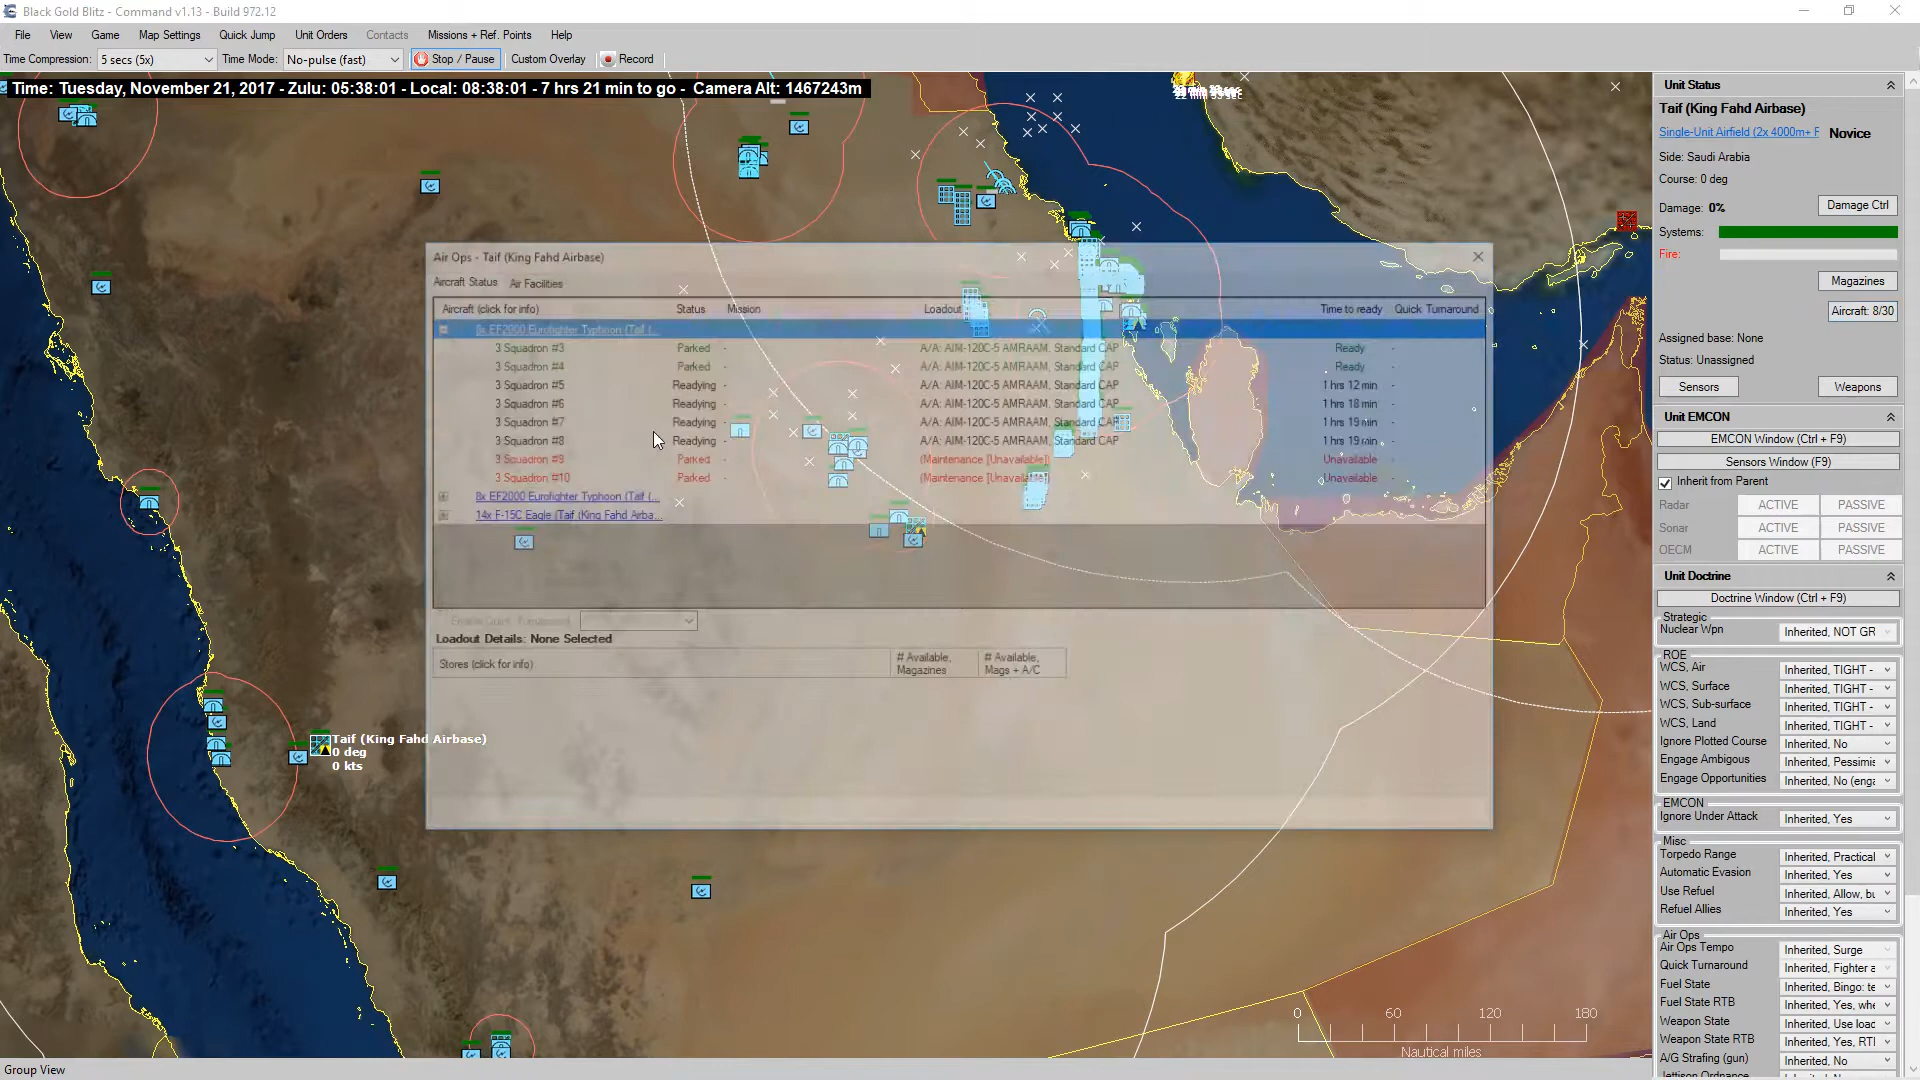 Black Gold Blitz - Command v1.13 - Build 972.12
File View Game Map Settings Quick Jump Unit Orders Contacts Missions + Ref. Points Help
Time Compression: 5 secs (5x) Time Mode: No-pulse (fast) Stop / Pause Custom Overlay Record
Time: Tuesday, November 21, 2017 - Zulu: 05:38:01 - Local: 08:38:01 - 7 hrs 21 min to go - Camera Alt: 1467243m
Air Ops - Taif (King Fahd Airbase)
Aircraft Status Air Facilities
Aircraft (click for info) Status Mission Loadout Time to ready Quick Turnaround
8x EF2000 Eurofighter Typhoon (Taif (...
3 Squadron #3 Parked - A/A: AIM-120C-5 AMRAAM, Standard CAP Ready -
3 Squadron #4 Parked - A/A: AIM-120C-5 AMRAAM, Standard CAP Ready -
3 Squadron #5 Readying - A/A: AIM-120C-5 AMRAAM, Standard CAP 1 hrs 12 min -
3 Squadron #6 Readying - A/A: AIM-120C-5 AMRAAM, Standard CAP 1 hrs 18 min -
3 Squadron #7 Readying - A/A: AIM-120C-5 AMRAAM, Standard CAP 1 hrs 19 min -
3 Squadron #8 Readying - A/A: AIM-120C-5 AMRAAM, Standard CAP 1 hrs 19 min -
3 Squadron #9 Parked - (Maintenance [Unavailable]) Unavailable -
3 Squadron #10 Parked - (Maintenance [Unavailable]) Unavailable -
8x EF2000 Eurofighter Typhoon (Taif (...
14x F-15C Eagle (Taif (King Fahd Airba...
Loadout Details: None Selected
Stores (click for info) # Available, Magazines # Available, Mags + A/C
Taif (King Fahd Airbase)
0 deg
0 kts
0 60 120 180
Nautical miles
Group View
Unit Status
Taif (King Fahd Airbase)
Single-Unit Airfield (2x 4000m+ F Novice
Side: Saudi Arabia
Course: 0 deg
Damage: 0% Damage Ctrl
Systems:
Fire:
Magazines
Aircraft: 8/30
Assigned base: None
Status: Unassigned
Sensors Weapons
Unit EMCON
EMCON Window (Ctrl + F9)
Sensors Window (F9)
Inherit from Parent
Radar ACTIVE PASSIVE
Sonar ACTIVE PASSIVE
OECM ACTIVE PASSIVE
Unit Doctrine
Doctrine Window (Ctrl + F9)
Strategic
Nuclear Wpn Inherited, NOT GR
ROE
WCS, Air Inherited, TIGHT -
WCS, Surface Inherited, TIGHT -
WCS, Sub-surface Inherited, TIGHT -
WCS, Land Inherited, TIGHT -
Ignore Plotted Course Inherited, No
Engage Ambiguous Inherited, Pessimis
Engage Opportunities Inherited, No (enga
EMCON
Ignore Under Attack Inherited, Yes
Misc
Torpedo Range Inherited, Practical
Automatic Evasion Inherited, Yes
Use Refuel Inherited, Allow, bu
Refuel Allies Inherited, Yes
Air Ops
Air Ops Tempo Inherited, Surge
Quick Turnaround Inherited, Fighter a
Fuel State Inherited, Bingo: te
Fuel State RTB Inherited, Yes, whe
Weapon State Inherited, Use load
Weapon State RTB Inherited, Yes, RTI
A/G Strafing (gun) Inherited, No